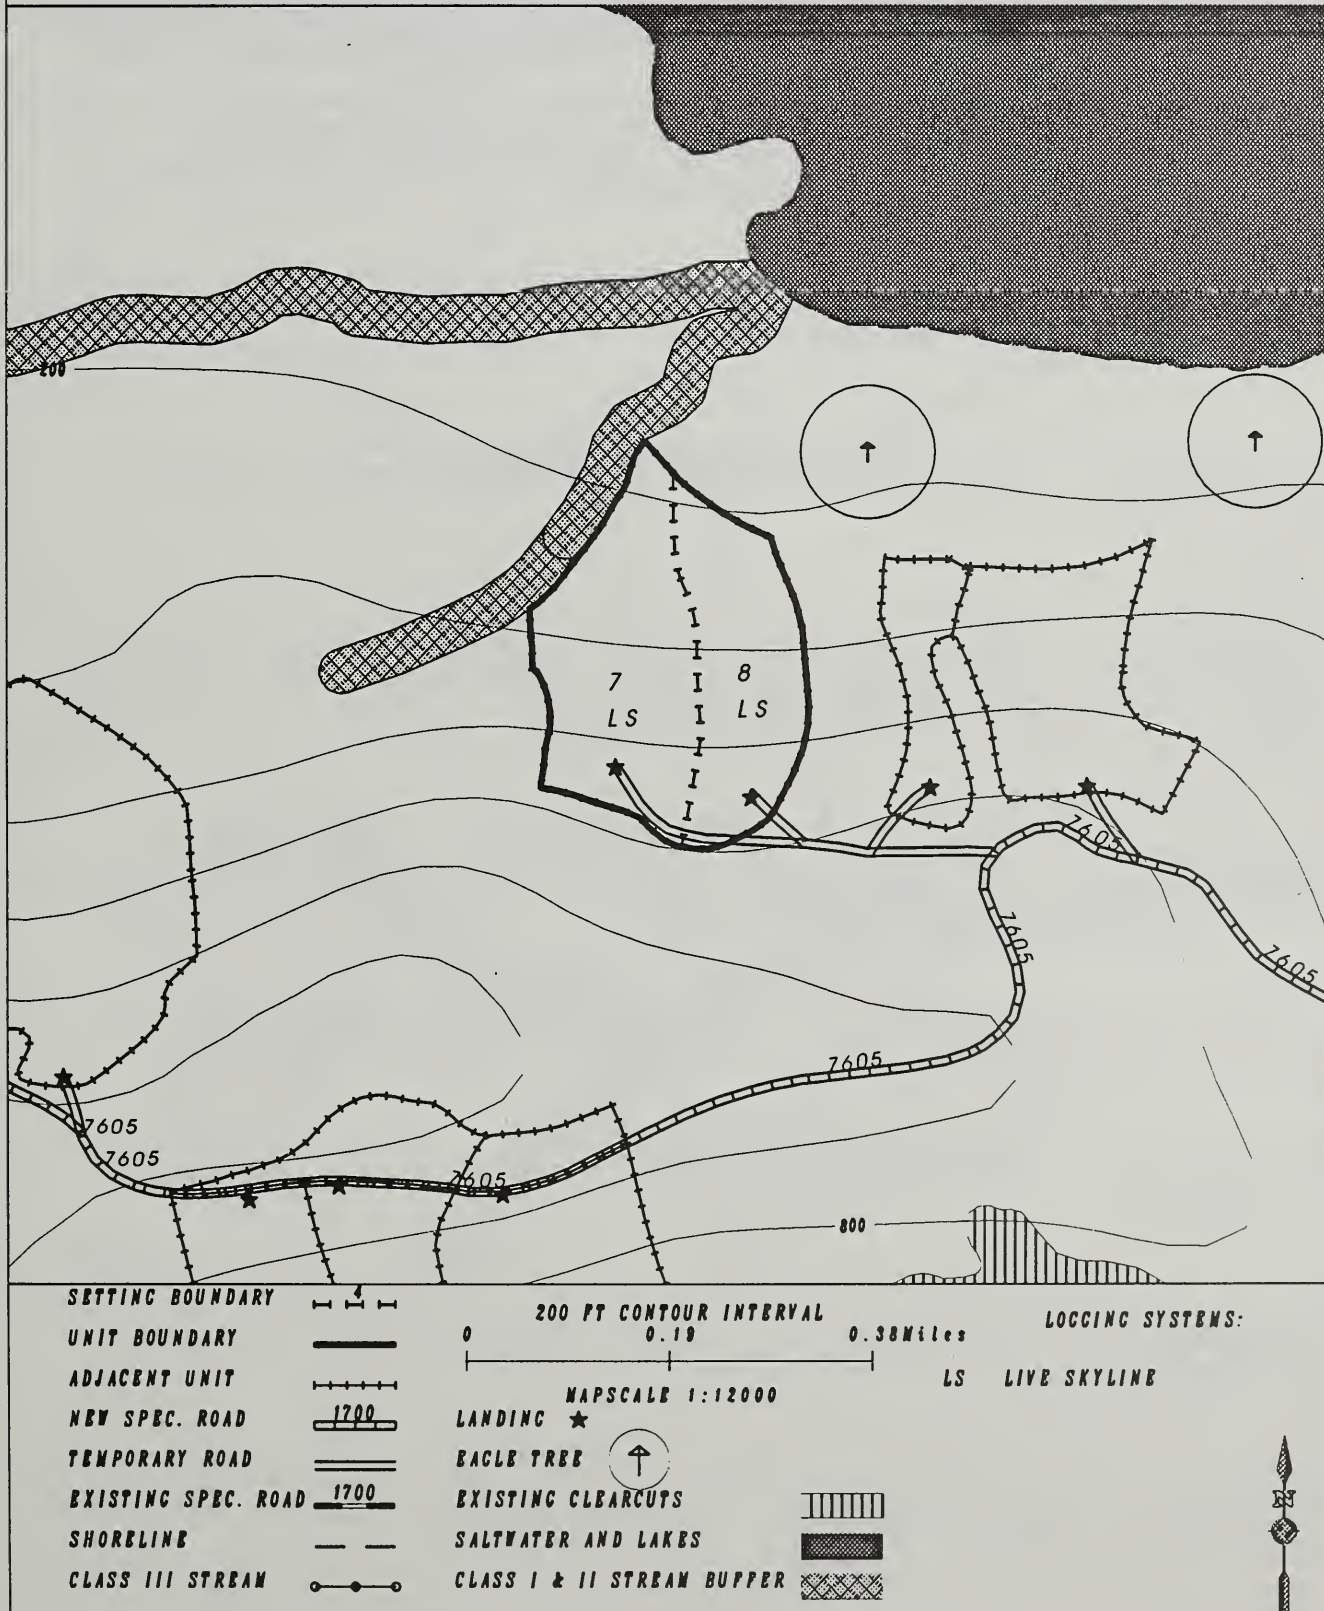 200
7
LS
8
LS
7605
7605
7605
7605
7605
7605
7605
800
SETTING BOUNDARY 4
UNIT BOUNDARY
ADJACENT UNIT
NEW SPEC. ROAD 1700
TEMPORARY ROAD
EXISTING SPEC. ROAD 1700
SHORELINE
CLASS III STREAM
200 FT CONTOUR INTERVAL
0 0.19 0.38Miles
MAPSCALE 1:12000
LANDING
EAGLE TREE
EXISTING CLEARCUTS
SALTWATER AND LAKES
CLASS I & II STREAM BUFFER
LOGGING SYSTEMS:
LS LIVE SKYLINE
N